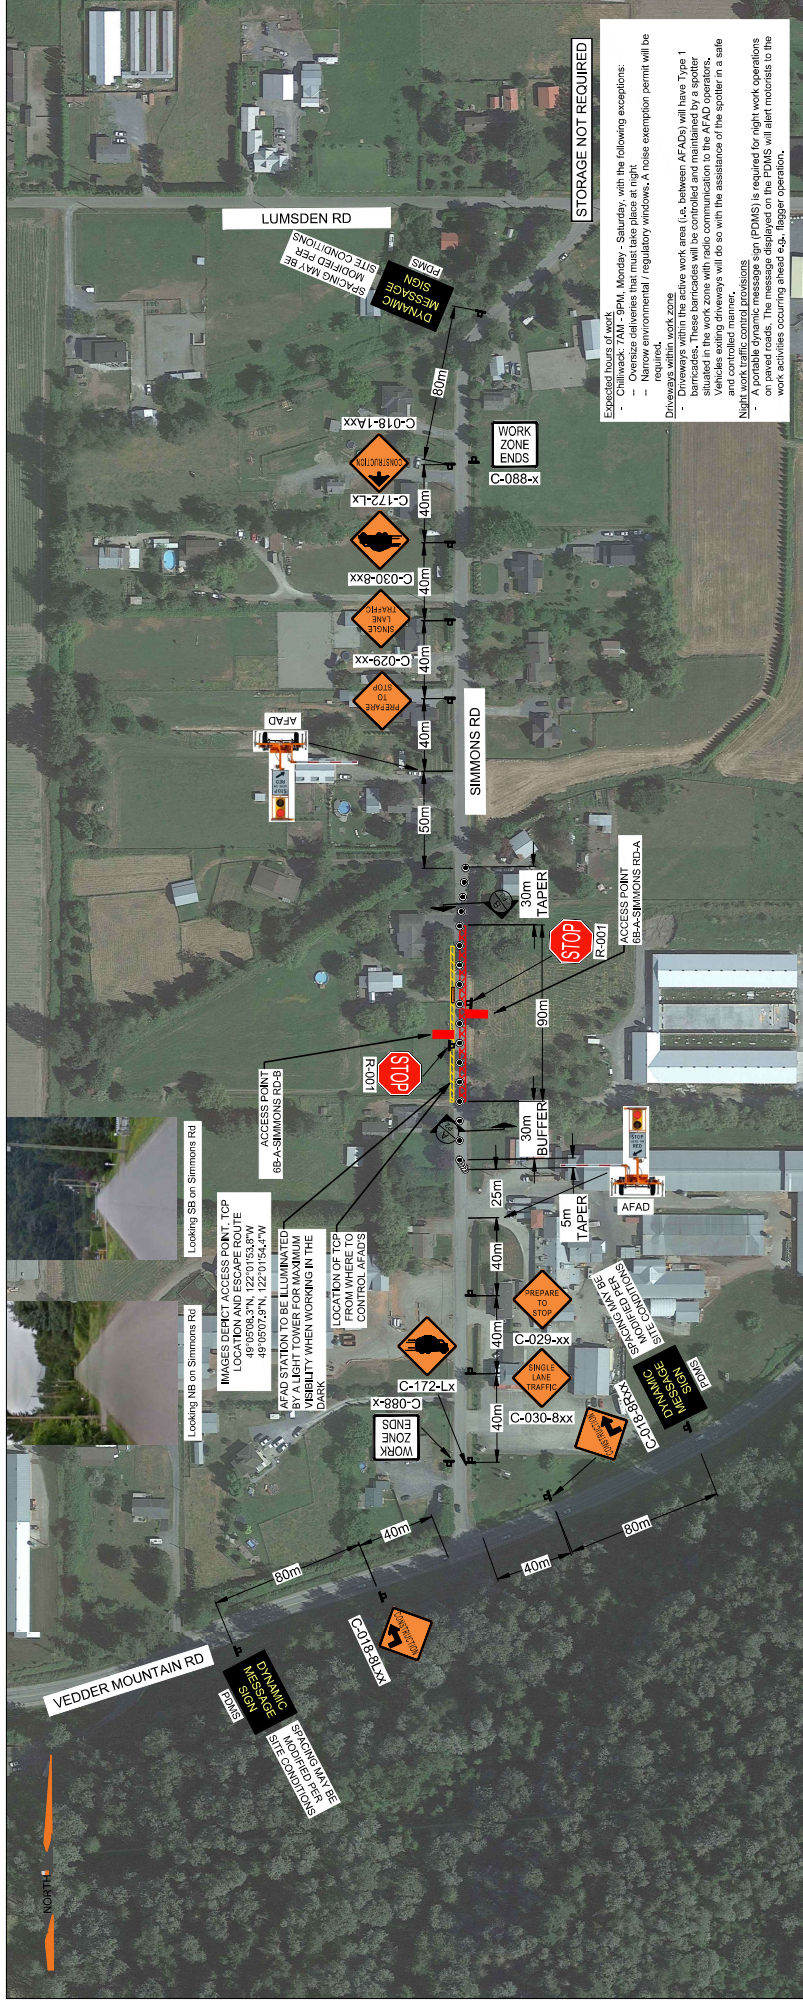 NORTH
VEDDER MOUNTAIN RD
DYNAMIC
MESSAGE
SIGN
PDMS
SPACING MAY BE
MODIFIED PER
SITE CONDITIONS
80m
40m
C-018-8Lxx
CONSTRUCTION
40m
80m
CONSTRUCTION
C-018-8Rxx
DYNAMIC
MESSAGE
SIGN
PDMS
SPACING MAY BE
MODIFIED PER
SITE CONDITIONS
Looking NB on Simmons Rd
Looking SB on Simmons Rd
IMAGES DEPICT ACCESS POINT, TCP
LOCATION AND ESCAPE ROUTE
49°05'08.3"N, 122°01'53.8"W
49°05'07.9"N, 122°01'54.4"W
AFAD STATION TO BE ILLUMINATED
BY A LIGHT TOWER FOR MAXIMUM
VISIBILITY WHEN WORKING IN THE
DARK
LOCATION OF TCP
FROM WHERE TO
CONTROL AFAD'S
WORK
ZONE
ENDS
C-088-x
C-172-Lx
40m
40m
40m
SINGLE
LANE
TRAFFIC
C-030-8xx
PREPARE
TO
STOP
C-029-xx
25m
5m
TAPER
AFAD
STOP
HERE ON
RED
30m
BUFFER
A
ACCESS POINT
6B-A-SIMMONS RD-B
STOP
R-001
90m
STOP
R-001
ACCESS POINT
6B-A-SIMMONS RD-A
B
30m
TAPER
50m
AFAD
STOP
HERE ON
RED
SIMMONS RD
40m
PREPARE
TO
STOP
C-029-xx
40m
SINGLE
LANE
TRAFFIC
C-030-8xx
40m
C-172-Lx
40m
CONSTRUCTION
C-018-1Axx
WORK
ZONE
ENDS
C-088-x
80m
DYNAMIC
MESSAGE
SIGN
PDMS
SPACING MAY BE
MODIFIED PER
SITE CONDITIONS
LUMSDEN RD
STORAGE NOT REQUIRED
Expected hours of work
- Chilliwack: 7AM - 9PM, Monday - Saturday, with the following exceptions:
-- Oversize deliveries that must take place at night
-- Narrow environmental / regulatory windows. A noise exemption permit will be
required.
Driveways within work zone
- Driveways within the active work area (i.e. between AFADs) will have Type 1
barricades. These barricades will be controlled and maintained by a spotter
situated in the work zone with radio communication to the AFAD operators.
Vehicles exiting driveways will do so with the assistance of the spotter in a safe
and controlled manner.
Night work traffic control provisions
- A portable dynamic message sign (PDMS) is required for night work operations
on paved roads. The message displayed on the PDMS will alert motorists to the
work activities occurring ahead e.g. flagger operation.